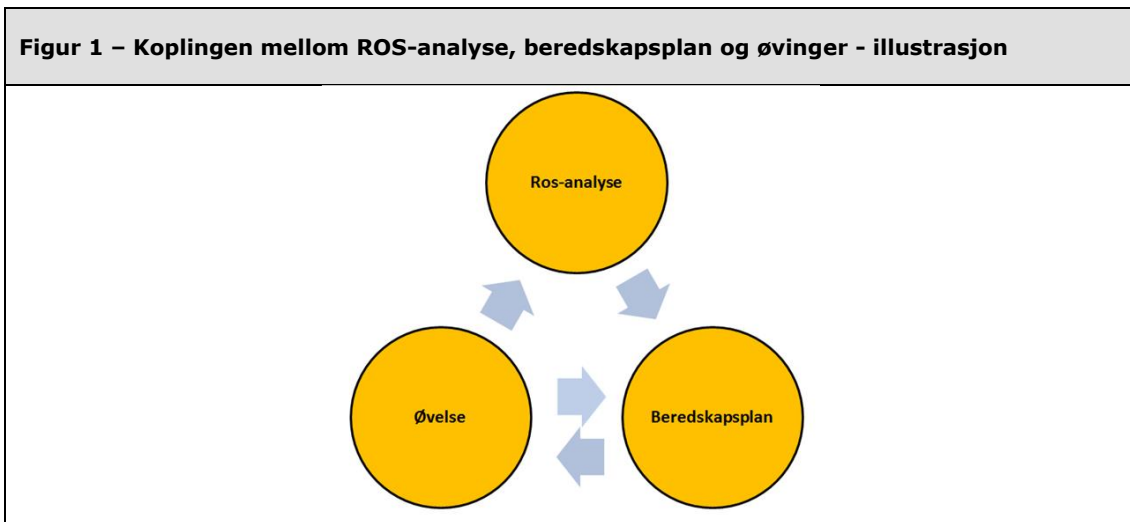 Figur 1 – Koplingen mellom ROS-analyse, beredskapsplan og øvinger - illustrasjon
Ros-analyse
Øvelse
Beredskapsplan